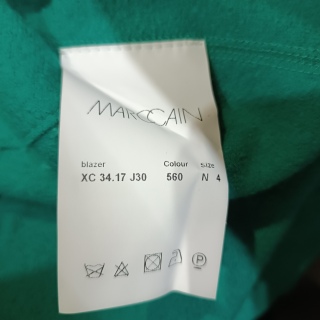 MARCCAIN
blazer Colour size
XC 34.17 J30 560 N 4
P